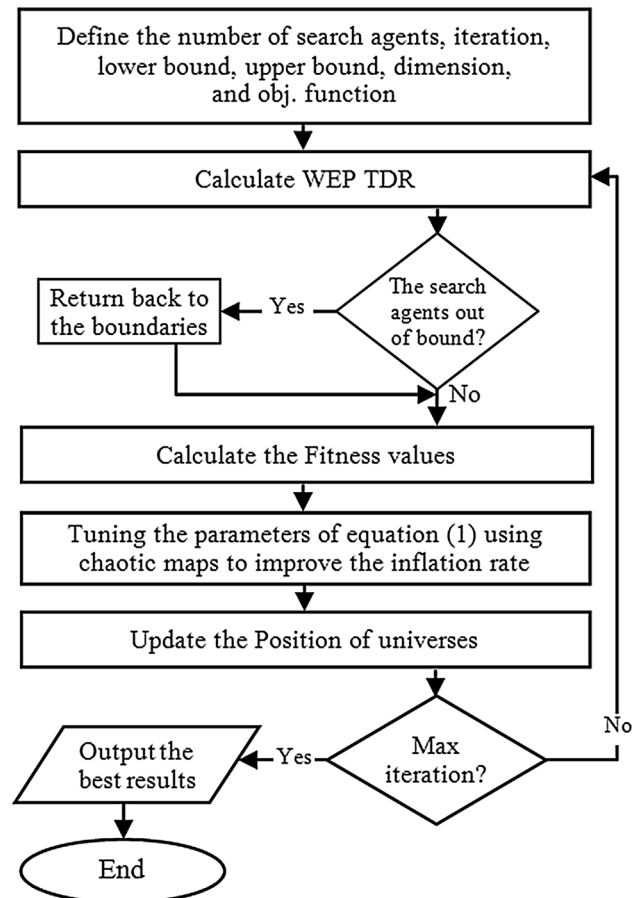 Define the number of search agents, iteration,
lower bound, upper bound, dimension,
and obj. function
Calculate WEP TDR
The search
agents out
of bound?
Yes
Return back to
the boundaries
No
Calculate the Fitness values
Tuning the parameters of equation (1) using
chaotic maps to improve the inflation rate
Update the Position of universes
Max
iteration?
No
Yes
Output the
best results
End